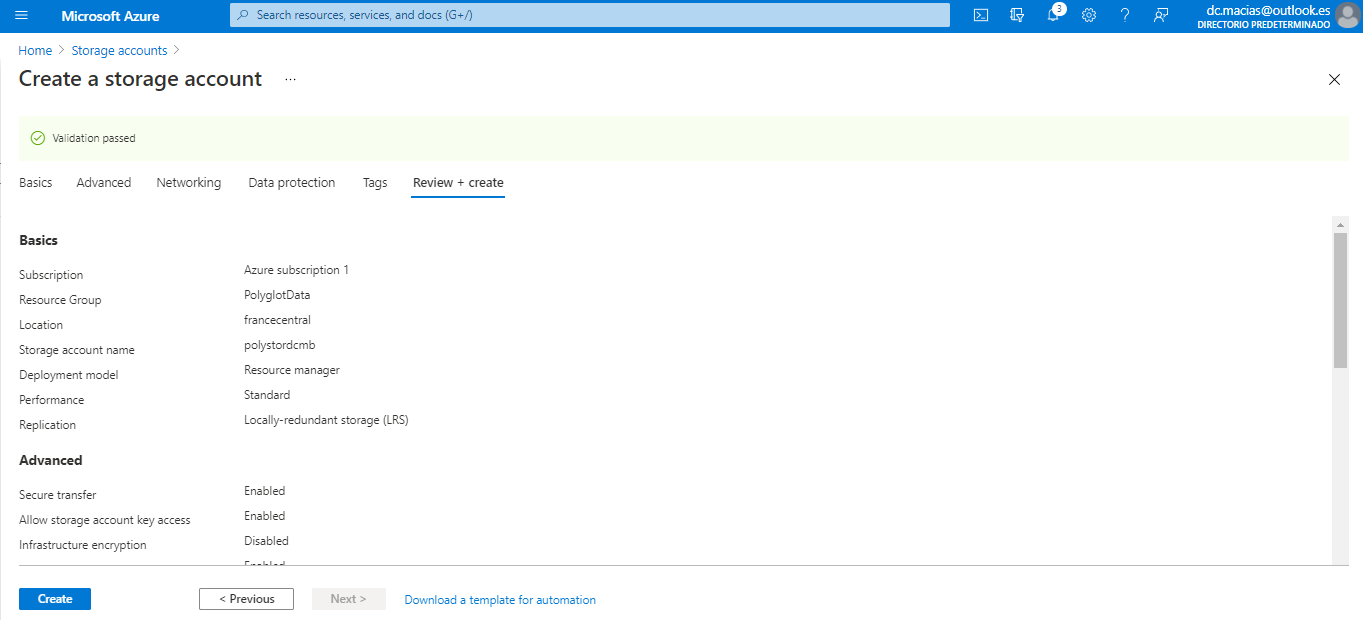 Microsoft Azure
Search resources, services, and docs (G+/)
3
dc.macias@outlook.es
DIRECTORIO PREDETERMINADO
Home > Storage accounts >
Create a storage account ...
Validation passed
Basics Advanced Networking Data protection Tags Review + create
Basics
Subscription Azure subscription 1
Resource Group PolyglotData
Location francecentral
Storage account name polystordcmb
Deployment model Resource manager
Performance Standard
Replication Locally-redundant storage (LRS)
Advanced
Secure transfer Enabled
Allow storage account key access Enabled
Infrastructure encryption Disabled
Enabled
Create < Previous Next > Download a template for automation